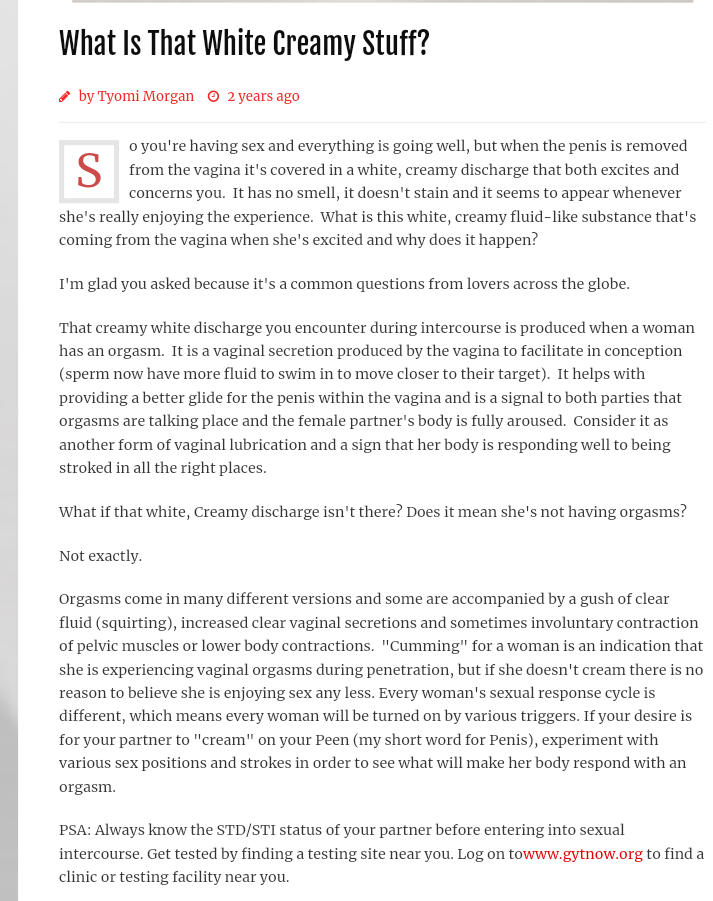 What Is That White Creamy Stuff?
by Tyomi Morgan 2 years ago
So you're having sex and everything is going well, but when the penis is removed
from the vagina it's covered in a white, creamy discharge that both excites and
concerns you. It has no smell, it doesn't stain and it seems to appear whenever
she's really enjoying the experience. What is this white, creamy fluid-like substance that's
coming from the vagina when she's excited and why does it happen?
I'm glad you asked because it's a common questions from lovers across the globe.
That creamy white discharge you encounter during intercourse is produced when a woman
has an orgasm. It is a vaginal secretion produced by the vagina to facilitate in conception
(sperm now have more fluid to swim in to move closer to their target). It helps with
providing a better glide for the penis within the vagina and is a signal to both parties that
orgasms are talking place and the female partner's body is fully aroused. Consider it as
another form of vaginal lubrication and a sign that her body is responding well to being
stroked in all the right places.
What if that white, Creamy discharge isn't there? Does it mean she's not having orgasms?
Not exactly.
Orgasms come in many different versions and some are accompanied by a gush of clear
fluid (squirting), increased clear vaginal secretions and sometimes involuntary contraction
of pelvic muscles or lower body contractions. "Cumming" for a woman is an indication that
she is experiencing vaginal orgasms during penetration, but if she doesn't cream there is no
reason to believe she is enjoying sex any less. Every woman's sexual response cycle is
different, which means every woman will be turned on by various triggers. If your desire is
for your partner to "cream" on your Peen (my short word for Penis), experiment with
various sex positions and strokes in order to see what will make her body respond with an
orgasm.
PSA: Always know the STD/STI status of your partner before entering into sexual
intercourse. Get tested by finding a testing site near you. Log on towww.gytnow.org to find a
clinic or testing facility near you.